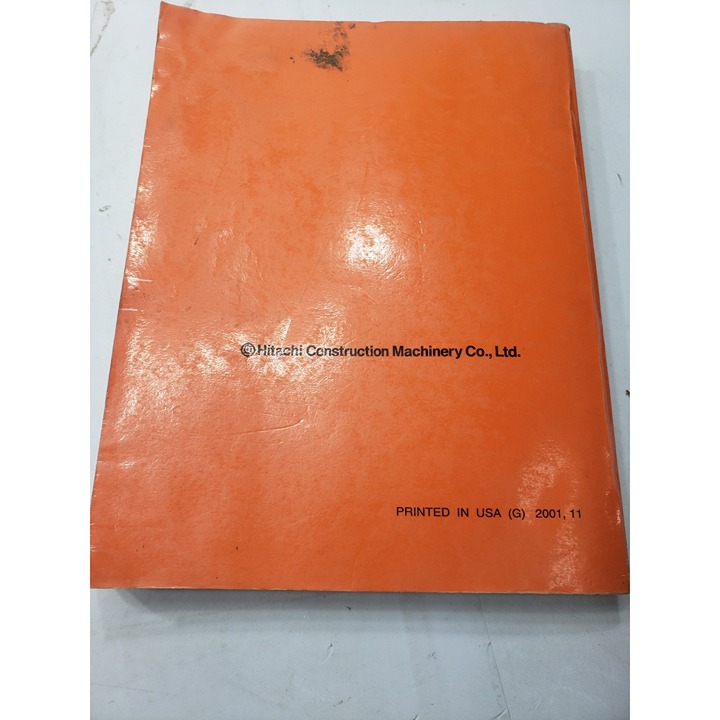 ©Hitachi Construction Machinery Co., Ltd.
PRINTED IN USA (G) 2001, 11